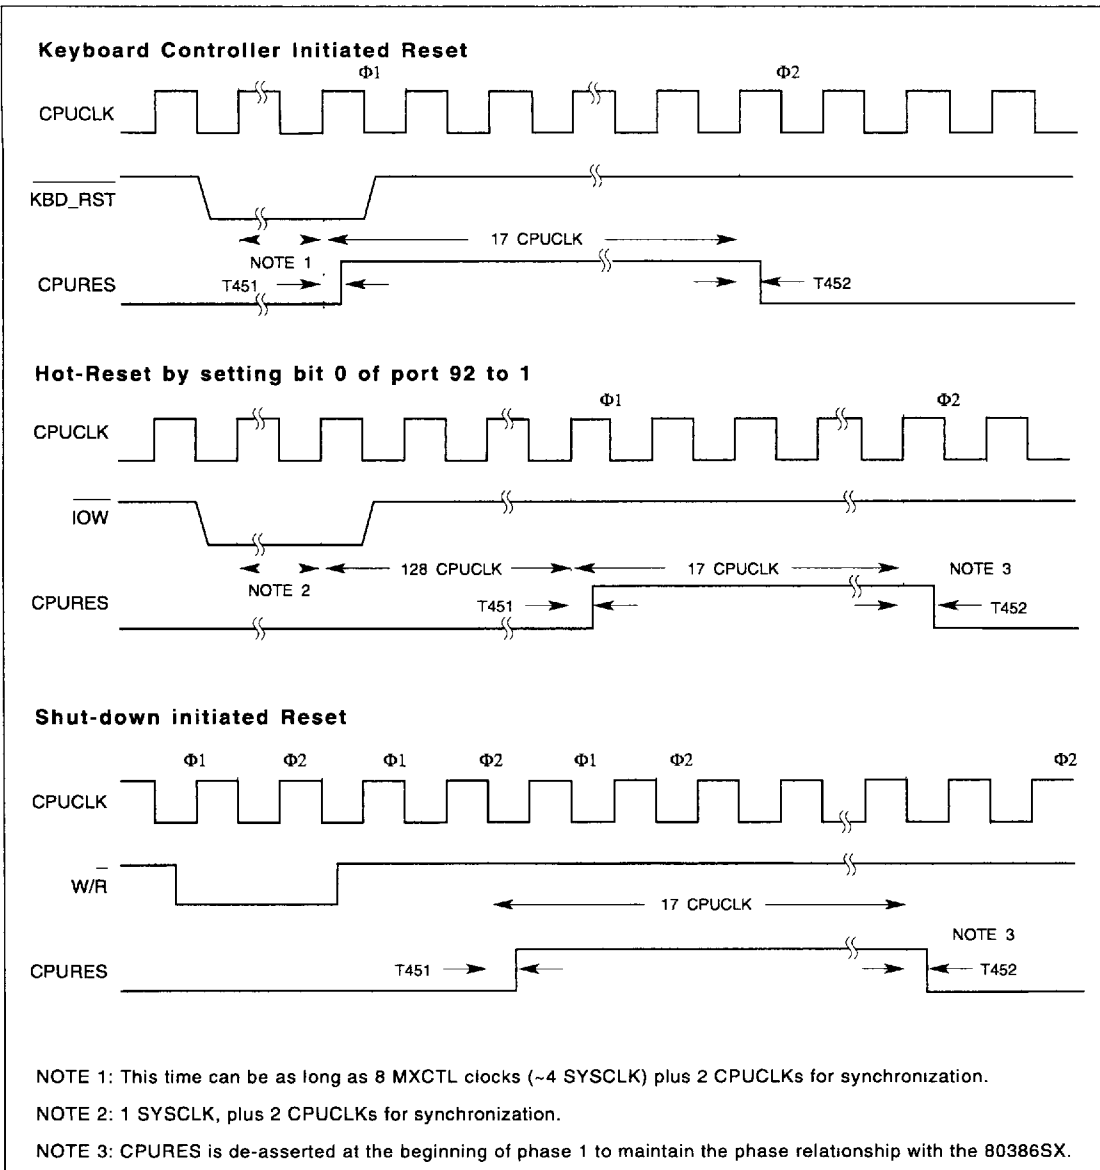 Keyboard Controller Initiated Reset
Φ1 Φ2
CPUCLK
KBD_RST
17 CPUCLK
NOTE 1
CPURES
T451 T452
Hot-Reset by setting bit 0 of port 92 to 1
Φ1 Φ2
CPUCLK
IOW
128 CPUCLK 17 CPUCLK NOTE 3
NOTE 2
CPURES
T451 T452
Shut-down initiated Reset
Φ1 Φ2 Φ1 Φ2 Φ1 Φ2 Φ2
CPUCLK
W/R
17 CPUCLK
NOTE 3
CPURES
T451 T452
NOTE 1: This time can be as long as 8 MXCTL clocks (~4 SYSCLK) plus 2 CPUCLKs for synchronization.
NOTE 2: 1 SYSCLK, plus 2 CPUCLKs for synchronization.
NOTE 3: CPURES is de-asserted at the beginning of phase 1 to maintain the phase relationship with the 80386SX.